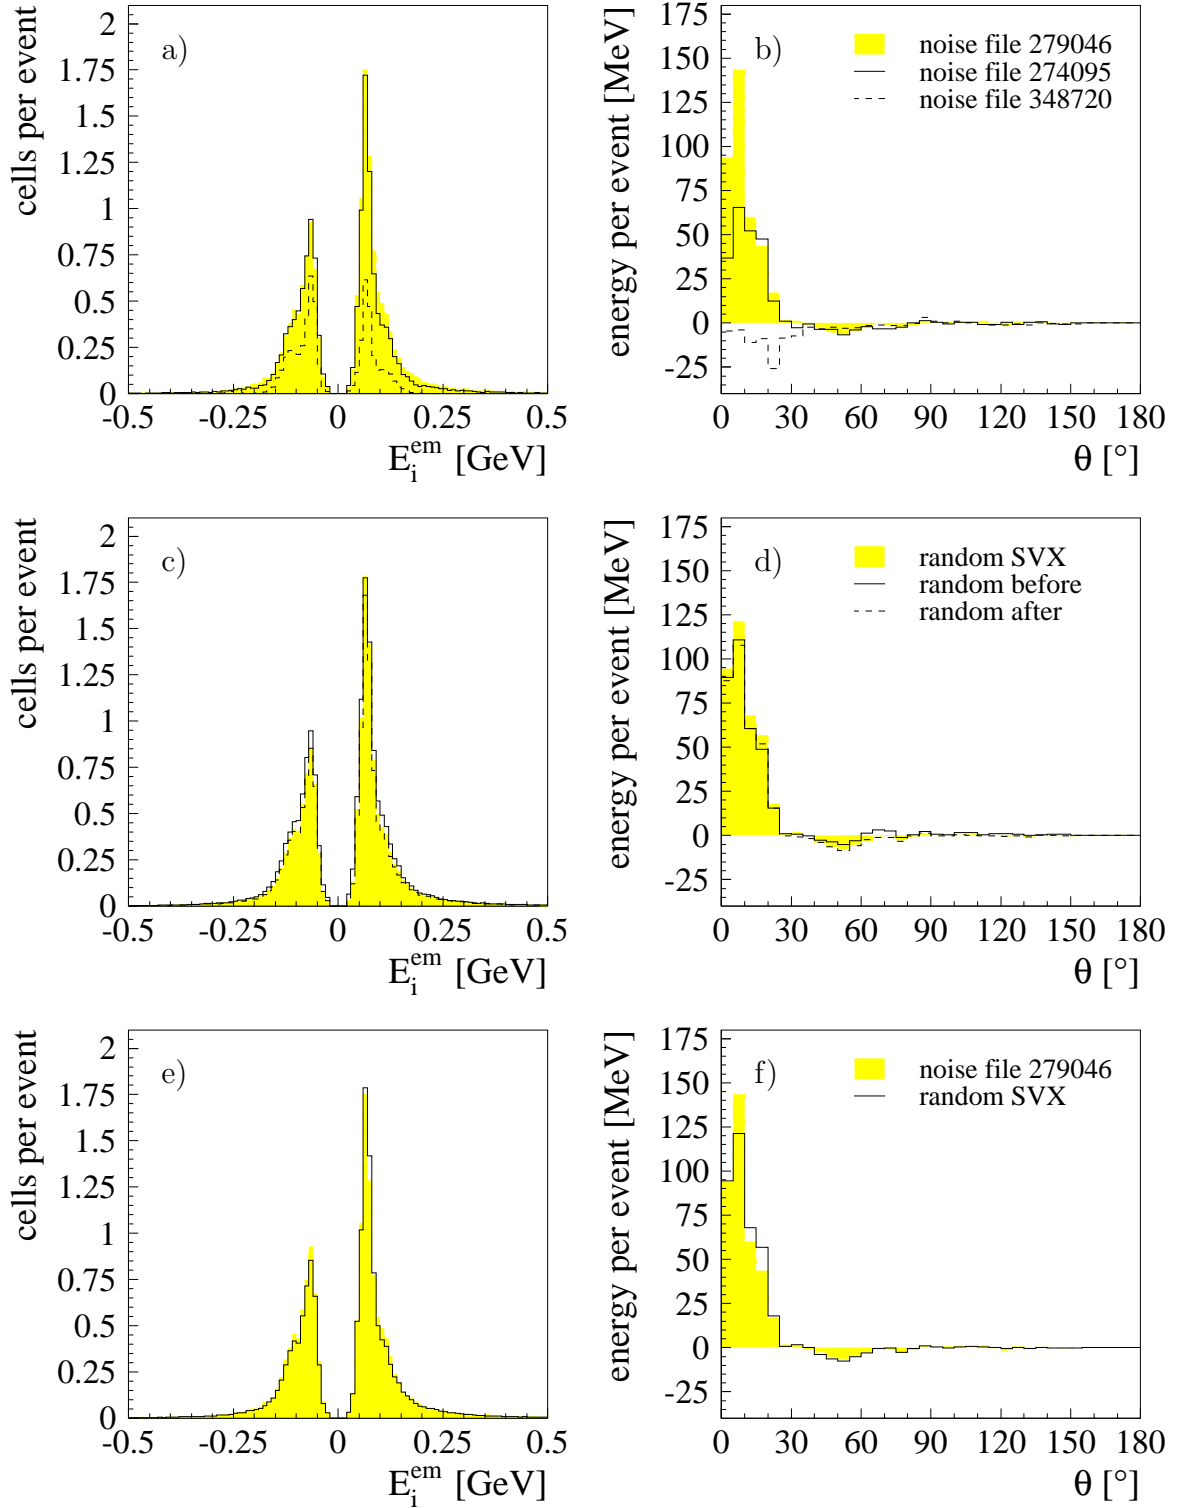 a)
cells per event
2
1.75
1.5
1.25
1
0.75
0.5
0.25
0
-0.5 -0.25 0 0.25 0.5
E_i^em [GeV]
b)
noise file 279046
noise file 274095
noise file 348720
energy per event [MeV]
175
150
125
100
75
50
25
0
-25
0 30 60 90 120 150 180
θ [°]
c)
cells per event
2
1.75
1.5
1.25
1
0.75
0.5
0.25
0
-0.5 -0.25 0 0.25 0.5
E_i^em [GeV]
d)
random SVX
random before
random after
energy per event [MeV]
175
150
125
100
75
50
25
0
-25
0 30 60 90 120 150 180
θ [°]
e)
cells per event
2
1.75
1.5
1.25
1
0.75
0.5
0.25
0
-0.5 -0.25 0 0.25 0.5
E_i^em [GeV]
f)
noise file 279046
random SVX
energy per event [MeV]
175
150
125
100
75
50
25
0
-25
0 30 60 90 120 150 180
θ [°]